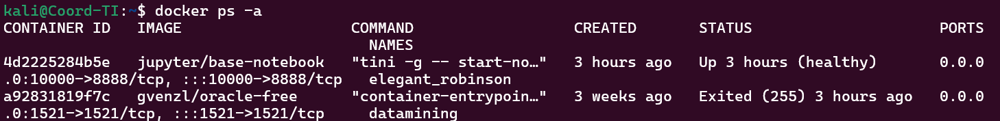 kali@Coord-TI:~$ docker ps -a
CONTAINER ID   IMAGE                   COMMAND                  CREATED       STATUS                     PORTS
                                         NAMES
4d2225284b5e   jupyter/base-notebook   "tini -g -- start-no…"   3 hours ago   Up 3 hours (healthy)       0.0.0
.0:10000->8888/tcp, :::10000->8888/tcp   elegant_robinson
a92831819f7c   gvenzl/oracle-free      "container-entrypoin…"   3 weeks ago   Exited (255) 3 hours ago   0.0.0
.0:1521->1521/tcp, :::1521->1521/tcp     datamining